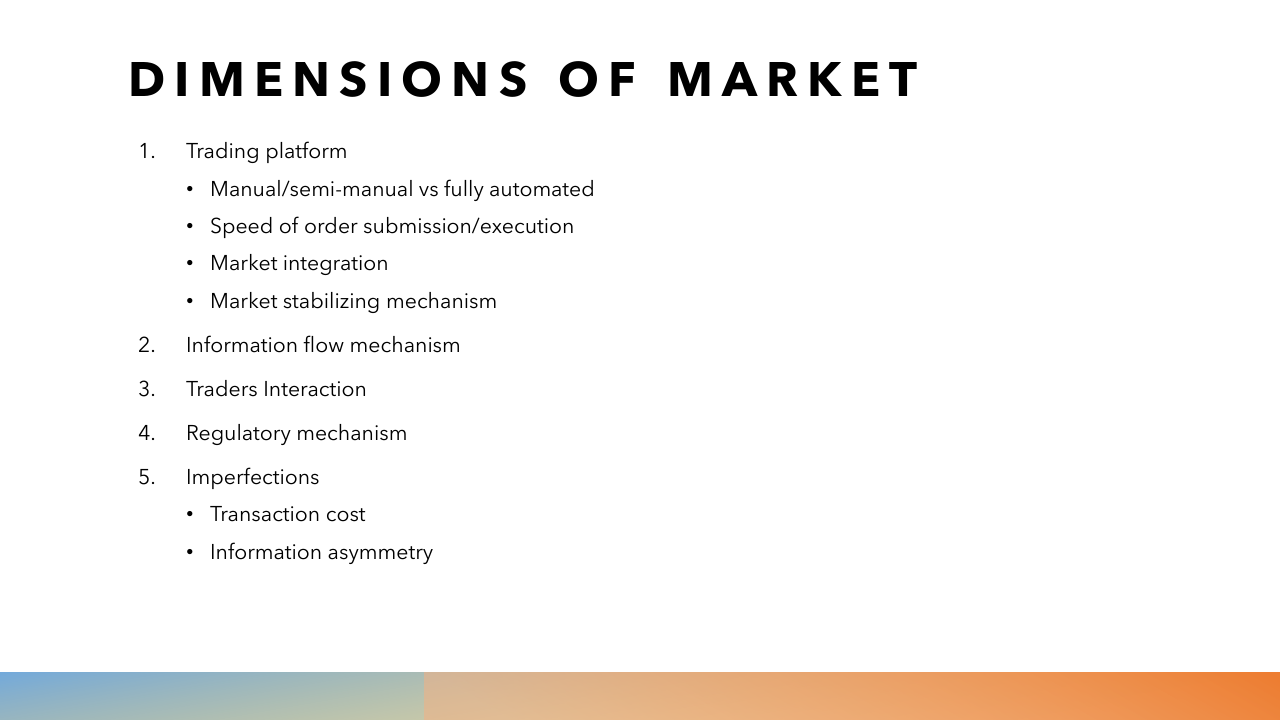 DIMENSIONS OF MARKET
1. Trading platform
• Manual/semi-manual vs fully automated
• Speed of order submission/execution
• Market integration
• Market stabilizing mechanism
2. Information flow mechanism
3. Traders Interaction
4. Regulatory mechanism
5. Imperfections
• Transaction cost
• Information asymmetry